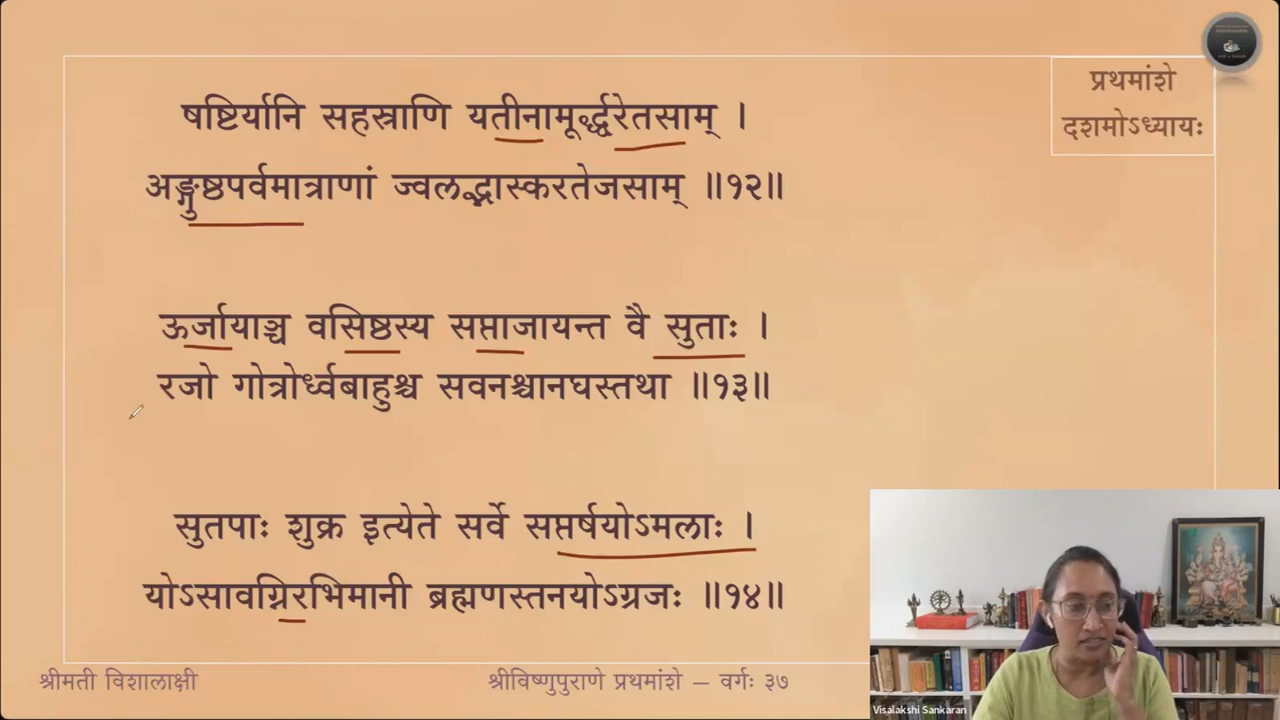 प्रथमांशे
दशमोऽध्यायः
षष्टिर्यानि सहस्राणि यतीनामूर्द्ध्वरेतसाम् ।
अङ्गुष्ठपर्वमात्राणां ज्वलद्भास्करतेजसाम् ॥१२॥
ऊर्जायाञ्च वसिष्ठस्य सप्ताजायन्त वै सुताः ।
रजो गोत्रोर्ध्वबाहुश्च सवनश्चानघस्तथा ॥१३॥
सुतपाः शुक्र इत्येते सर्वे सप्तर्षयोऽमलाः ।
योऽसावग्निरभिमानी ब्रह्मणस्तनयोऽग्रजः ॥१४॥
श्रीमती विशालाक्षी
श्रीविष्णुपुराणे प्रथमांशे – वर्गः ३७
Visalakshi Sankaran